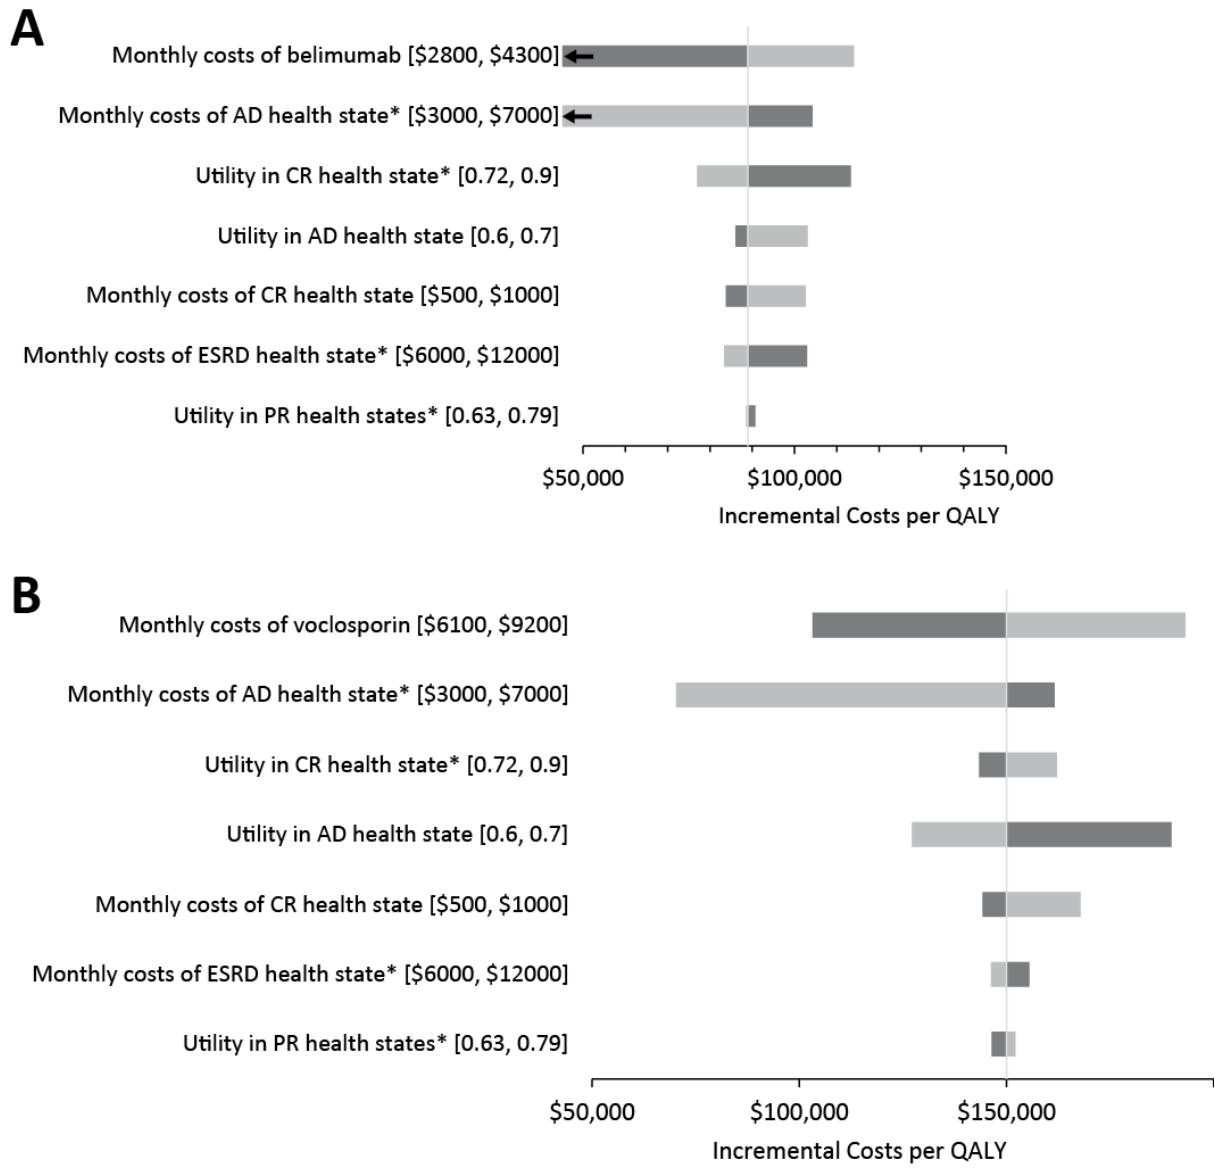 A
Monthly costs of belimumab [$2800, $4300]
Monthly costs of AD health state* [$3000, $7000]
Utility in CR health state* [0.72, 0.9]
Utility in AD health state [0.6, 0.7]
Monthly costs of CR health state [$500, $1000]
Monthly costs of ESRD health state* [$6000, $12000]
Utility in PR health states* [0.63, 0.79]
$50,000 $100,000 $150,000
Incremental Costs per QALY
B
Monthly costs of voclosporin [$6100, $9200]
Monthly costs of AD health state* [$3000, $7000]
Utility in CR health state* [0.72, 0.9]
Utility in AD health state [0.6, 0.7]
Monthly costs of CR health state [$500, $1000]
Monthly costs of ESRD health state* [$6000, $12000]
Utility in PR health states* [0.63, 0.79]
$50,000 $100,000 $150,000
Incremental Costs per QALY